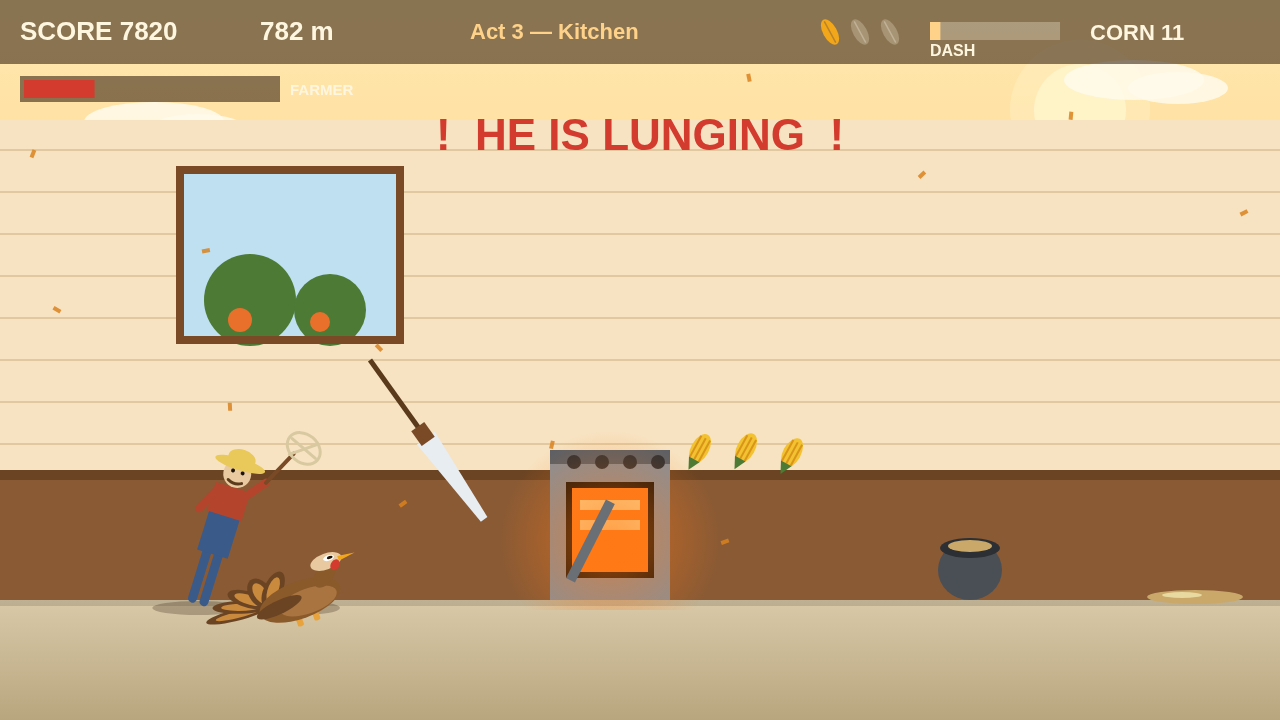 SCORE 7820
782 m
Act 3 — Kitchen
DASH
CORN 11
FARMER
! HE IS LUNGING !